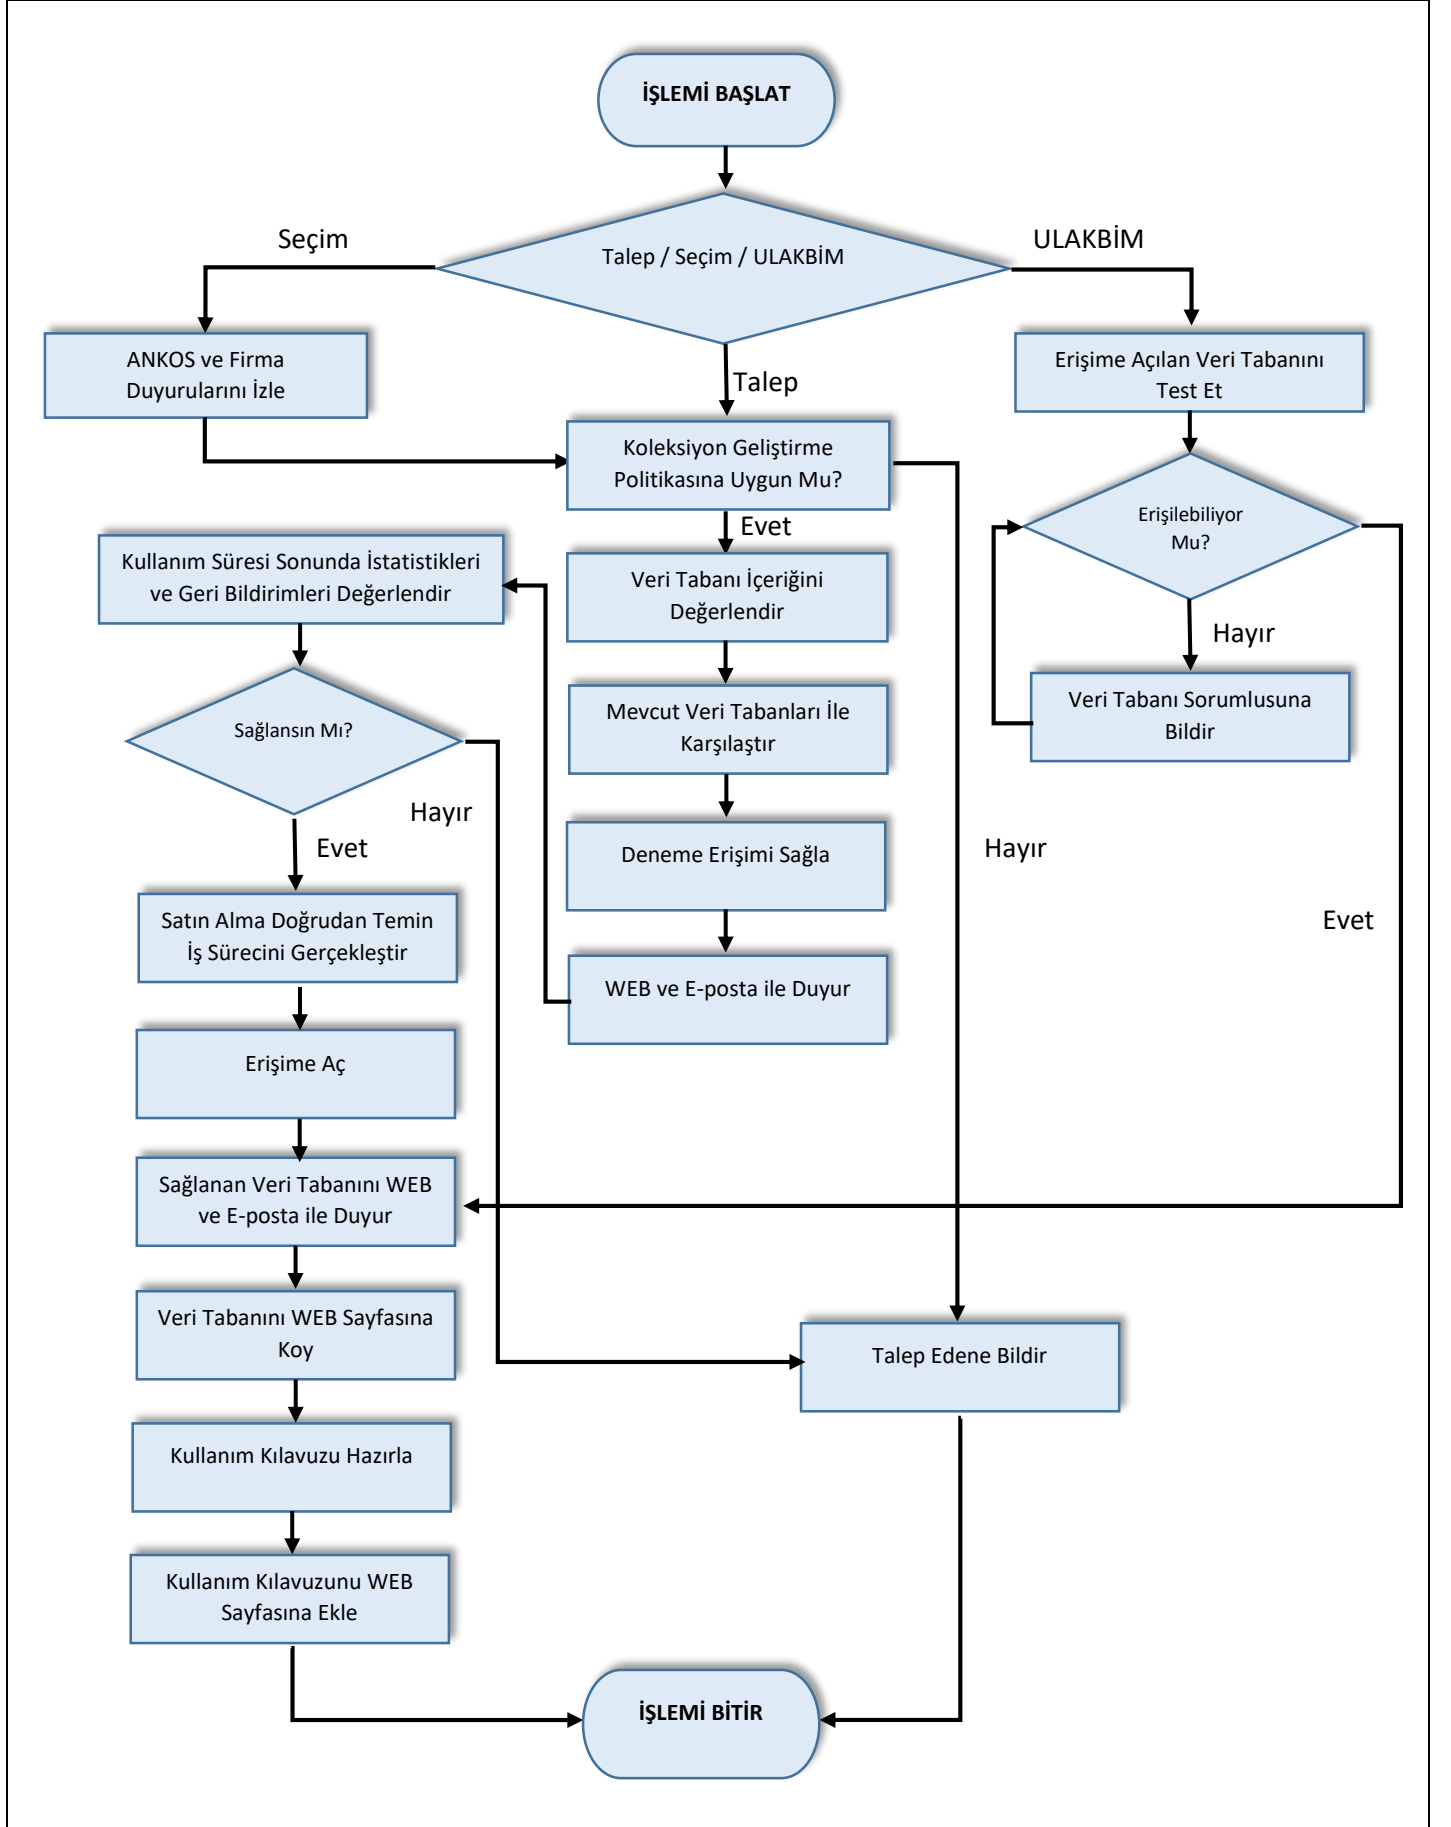 İŞLEMİ BAŞLAT
Talep / Seçim / ULAKBİM
Seçim
ULAKBİM
Talep
ANKOS ve Firma
Duyurularını İzle
Erişime Açılan Veri Tabanını
Test Et
Koleksiyon Geliştirme
Politikasına Uygun Mu?
Evet
Erişilebiliyor
Mu?
Kullanım Süresi Sonunda İstatistikleri
ve Geri Bildirimleri Değerlendir
Veri Tabanı İçeriğini
Değerlendir
Hayır
Sağlansın Mı?
Mevcut Veri Tabanları İle
Karşılaştır
Veri Tabanı Sorumlusuna
Bildir
Hayır
Evet
Deneme Erişimi Sağla
Hayır
Evet
Satın Alma Doğrudan Temin
İş Sürecini Gerçekleştir
WEB ve E-posta ile Duyur
Erişime Aç
Sağlanan Veri Tabanını WEB
ve E-posta ile Duyur
Veri Tabanını WEB Sayfasına
Koy
Talep Edene Bildir
Kullanım Kılavuzu Hazırla
Kullanım Kılavuzunu WEB
Sayfasına Ekle
İŞLEMİ BİTİR